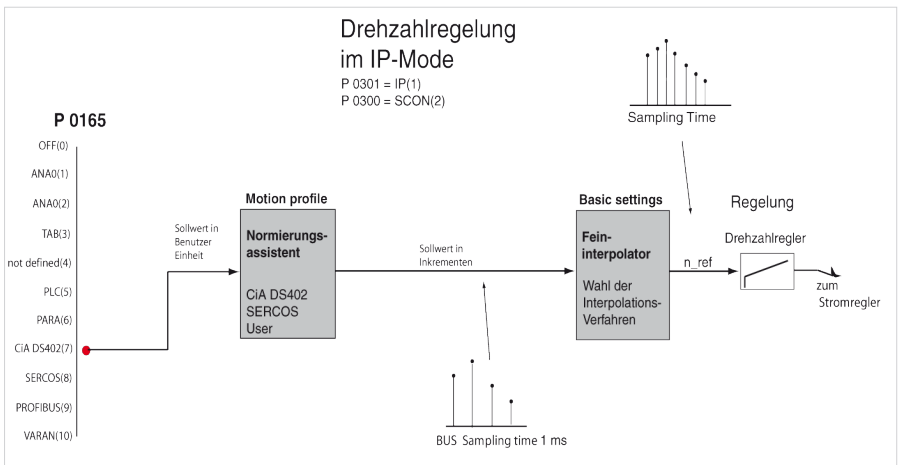 Drehzahlregelung
im IP-Mode
P 0301 = IP(1)
P 0300 = SCON(2)
P 0165
OFF(0)
ANA0(1)
ANA0(2)
TAB(3)
not defined(4)
PLC(5)
PARA(6)
CiA DS402(7)
SERCOS(8)
PROFIBUS(9)
VARAN(10)
Sollwert in
Benutzer
Einheit
Motion profile
Normierungs-
assistent
CiA DS402
SERCOS
User
Sollwert in
Inkrementen
BUS Sampling time 1 ms
Basic settings
Fein-
interpolator
Wahl der
Interpolations-
Verfahren
Sampling Time
n_ref
Regelung
Drehzahlregler
zum
Stromregler